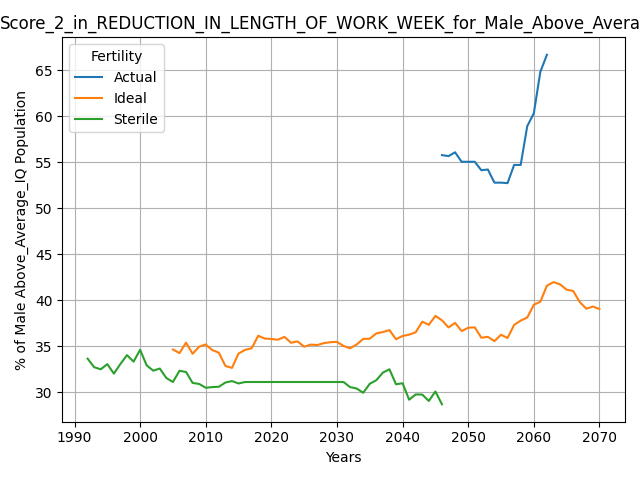 Score_2_in_REDUCTION_IN_LENGTH_OF_WORK_WEEK_for_Male_Above_Avera
Fertility
Actual
Ideal
Sterile
% of Male Above_Average_IQ Population
65
60
55
50
45
40
35
30
1990 2000 2010 2020 2030 2040 2050 2060 2070
Years